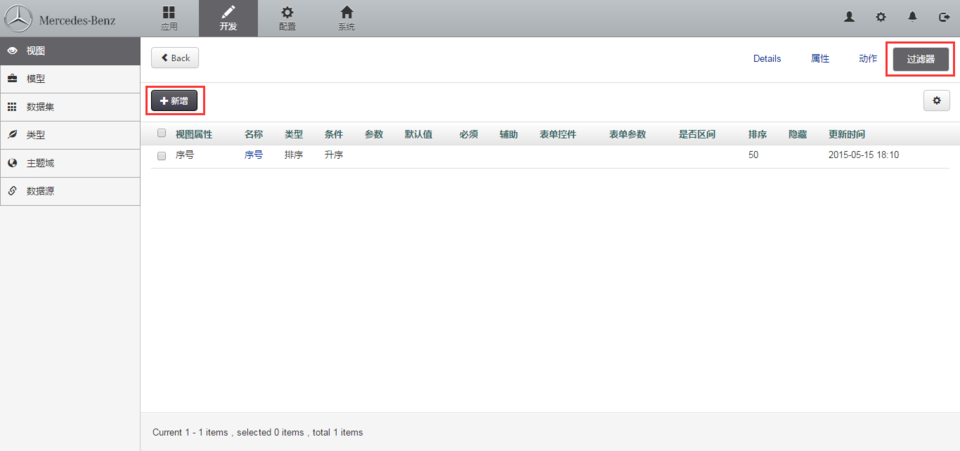 Mercedes-Benz
应用
开发
配置
系统
视图
模型
数据集
类型
主题域
数据源
Back
Details
属性
动作
过滤器
新增
视图属性 名称 类型 条件 参数 默认值 必须 辅助 表单控件 表单参数 是否区间 排序 隐藏 更新时间
序号 序号 排序 升序 50 2015-05-15 18:10
Current 1 - 1 items , selected 0 items , total 1 items